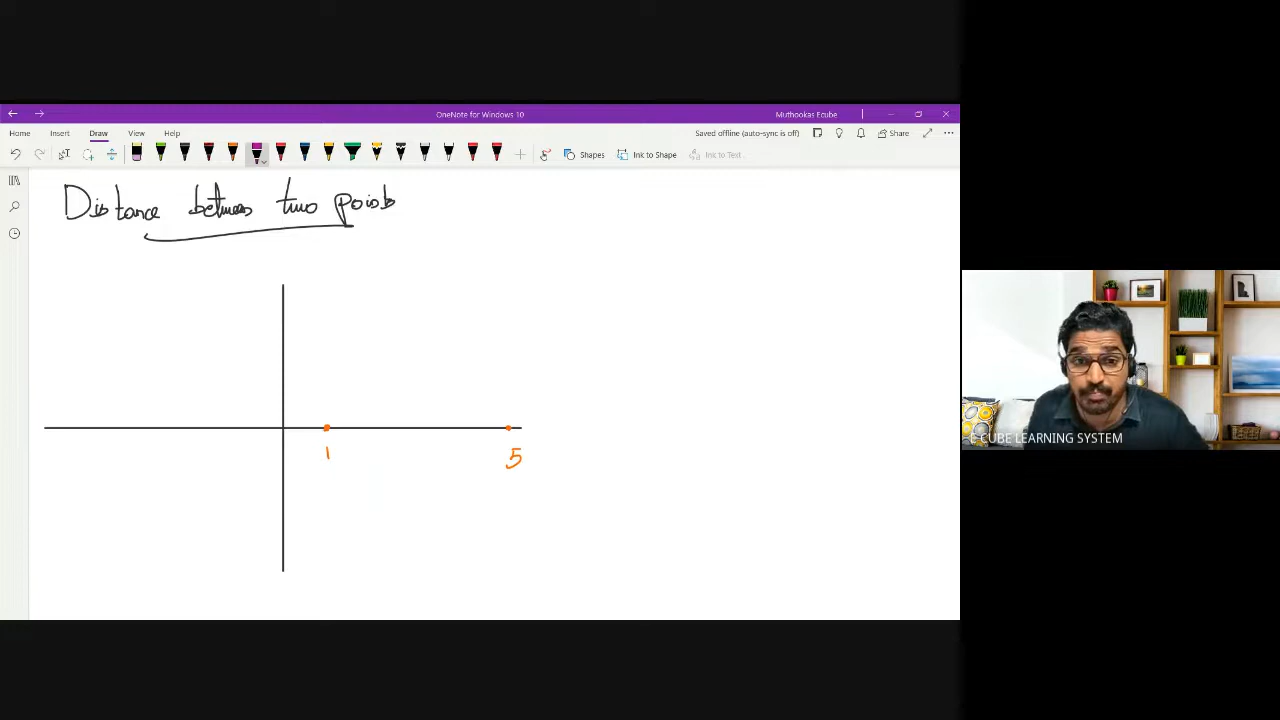 OneNote for Windows 10
Muthookas Ecube
Home Insert Draw View Help
Saved offline (auto-sync is off)
Share
Shapes
Ink to Shape
Ink to Text
Distance between two points
1
5
E CUBE LEARNING SYSTEM